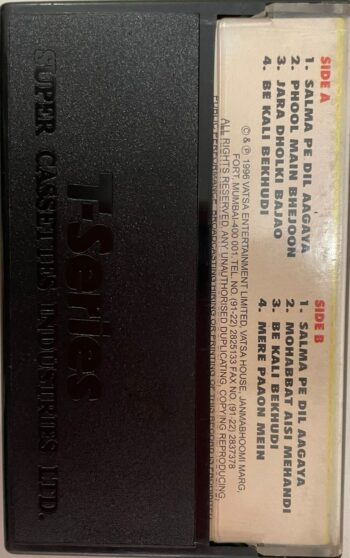 SIDE A
1. SALMA PE DIL AAGAYA
2. PHOOL MAIN BHEJOON
3. JARA DHOLKI BAJAO
4. BE KALI BEKHUDI
SIDE B
1. SALMA PE DIL AAGAYA
2. MOHABBAT AISI MEHANDI
3. BE KALI BEKHUDI
4. MERE PAAON MEIN
© & ℗ 1996 VATSA ENTERTAINMENT LIMITED, VATSA HOUSE, JANMABHOOMI MARG.
FORT, MUMBAI-400 001. TEL. NO. (91-22) 2825133 FAX NO. (91-22) 2837378
ALL RIGHTS RESERVED. ANY UNAUTHORISED DUPLICATING, COPYING REPRODUCING,
T-Series
SUPER CASSETTES INDUSTRIES LTD.